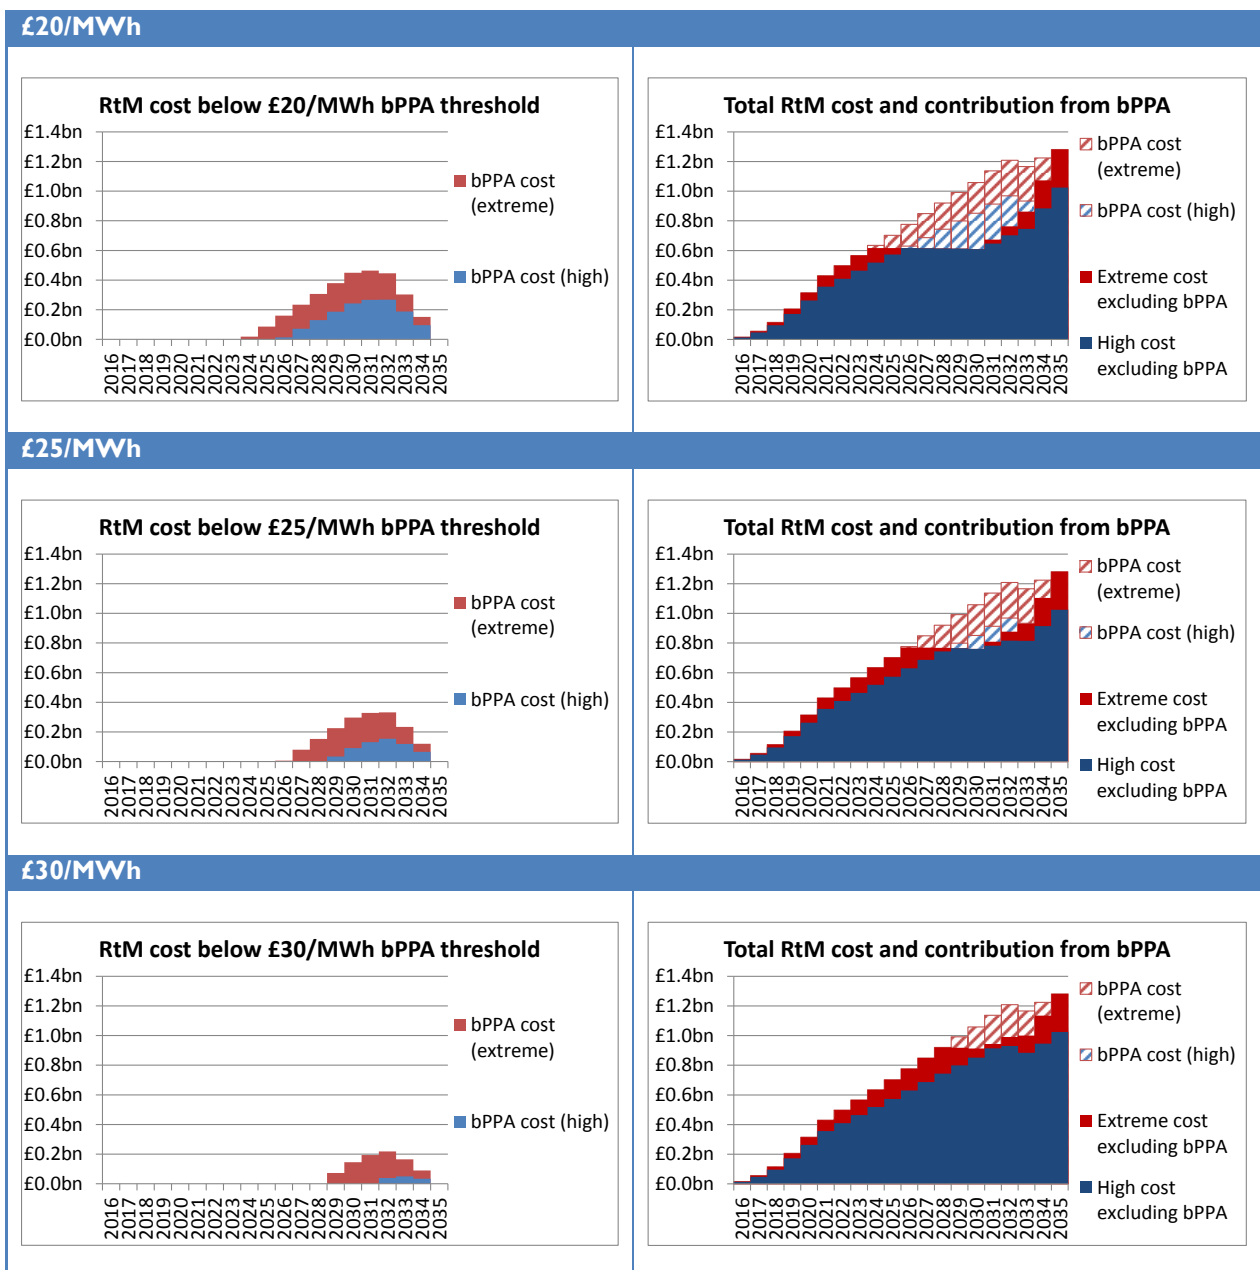 £20/MWh
RtM cost below £20/MWh bPPA threshold
£1.4bn
£1.2bn
£1.0bn
£0.8bn
£0.6bn
£0.4bn
£0.2bn
£0.0bn
2016
2017
2018
2019
2020
2021
2022
2023
2024
2025
2026
2027
2028
2029
2030
2031
2032
2033
2034
2035
bPPA cost
(extreme)
bPPA cost (high)
Total RtM cost and contribution from bPPA
£1.4bn
£1.2bn
£1.0bn
£0.8bn
£0.6bn
£0.4bn
£0.2bn
£0.0bn
2016
2017
2018
2019
2020
2021
2022
2023
2024
2025
2026
2027
2028
2029
2030
2031
2032
2033
2034
2035
bPPA cost
(extreme)
bPPA cost (high)
Extreme cost
excluding bPPA
High cost
excluding bPPA
£25/MWh
RtM cost below £25/MWh bPPA threshold
£1.4bn
£1.2bn
£1.0bn
£0.8bn
£0.6bn
£0.4bn
£0.2bn
£0.0bn
2016
2017
2018
2019
2020
2021
2022
2023
2024
2025
2026
2027
2028
2029
2030
2031
2032
2033
2034
2035
bPPA cost
(extreme)
bPPA cost (high)
Total RtM cost and contribution from bPPA
£1.4bn
£1.2bn
£1.0bn
£0.8bn
£0.6bn
£0.4bn
£0.2bn
£0.0bn
2016
2017
2018
2019
2020
2021
2022
2023
2024
2025
2026
2027
2028
2029
2030
2031
2032
2033
2034
2035
bPPA cost
(extreme)
bPPA cost (high)
Extreme cost
excluding bPPA
High cost
excluding bPPA
£30/MWh
RtM cost below £30/MWh bPPA threshold
£1.4bn
£1.2bn
£1.0bn
£0.8bn
£0.6bn
£0.4bn
£0.2bn
£0.0bn
2016
2017
2018
2019
2020
2021
2022
2023
2024
2025
2026
2027
2028
2029
2030
2031
2032
2033
2034
2035
bPPA cost
(extreme)
bPPA cost (high)
Total RtM cost and contribution from bPPA
£1.4bn
£1.2bn
£1.0bn
£0.8bn
£0.6bn
£0.4bn
£0.2bn
£0.0bn
2016
2017
2018
2019
2020
2021
2022
2023
2024
2025
2026
2027
2028
2029
2030
2031
2032
2033
2034
2035
bPPA cost
(extreme)
bPPA cost (high)
Extreme cost
excluding bPPA
High cost
excluding bPPA